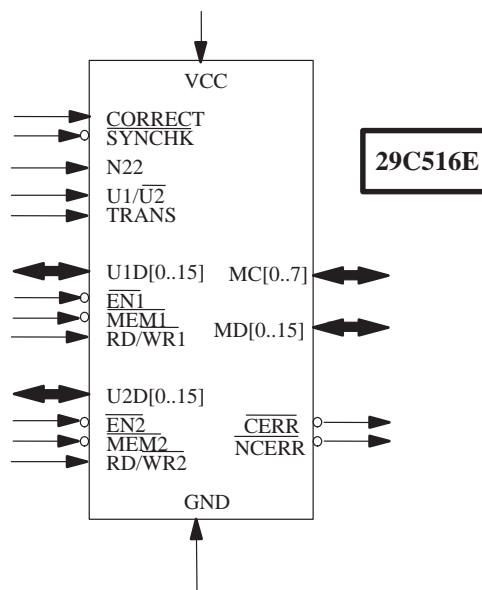 VCC
CORRECT
SYNCHK
29C516E
N22
U1/U2
TRANS
U1D[0..15] MC[0..7]
EN1
MEM1 MD[0..15]
RD/WR1
U2D[0..15]
EN2 CERR
MEM2 NCERR
RD/WR2
GND